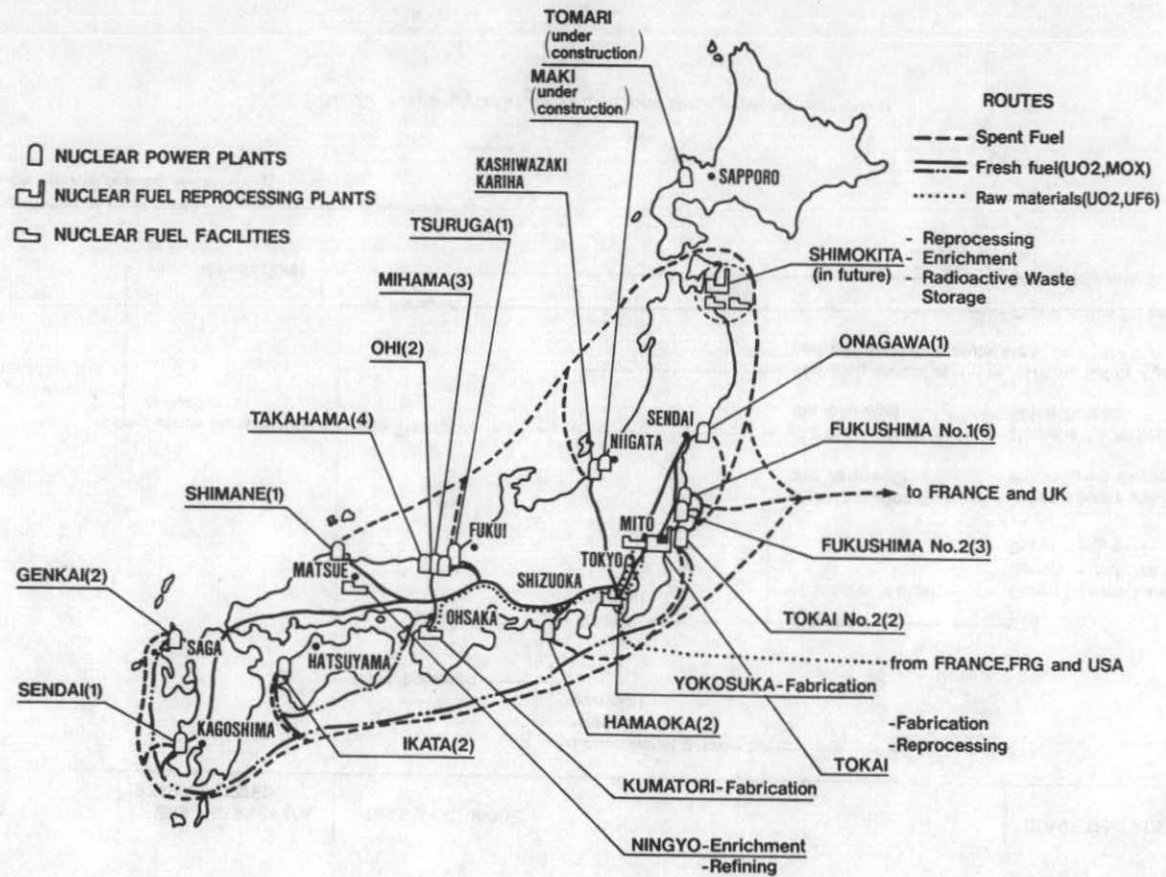 TOMARI
(under
construction)
MAKI
(under
construction)
KASHIWAZAKI
KARIHA
TSURUGA(1)
MIHAMA(3)
OHI(2)
TAKAHAMA(4)
SHIMANE(1)
GENKAI(2)
SENDAI(1)
NUCLEAR POWER PLANTS
NUCLEAR FUEL REPROCESSING PLANTS
NUCLEAR FUEL FACILITIES
ROUTES
Spent Fuel
Fresh fuel(UO2,MOX)
Raw materials(UO2,UF6)
SAPPORO
SHIMOKITA
(in future)
- Reprocessing
- Enrichment
- Radioactive Waste
Storage
ONAGAWA(1)
SENDAI
FUKUSHIMA No.1(6)
NIIGATA
to FRANCE and UK
MITO
FUKUSHIMA No.2(3)
FUKUI
TOKYO
MATSUE
SHIZUOKA
OHSAKA
TOKAI No.2(2)
SAGA
HATSUYAMA
from FRANCE,FRG and USA
YOKOSUKA-Fabrication
KAGOSHIMA
HAMAOKA(2)
IKATA(2)
-Fabrication
-Reprocessing
TOKAI
KUMATORI-Fabrication
NINGYO-Enrichment
-Refining